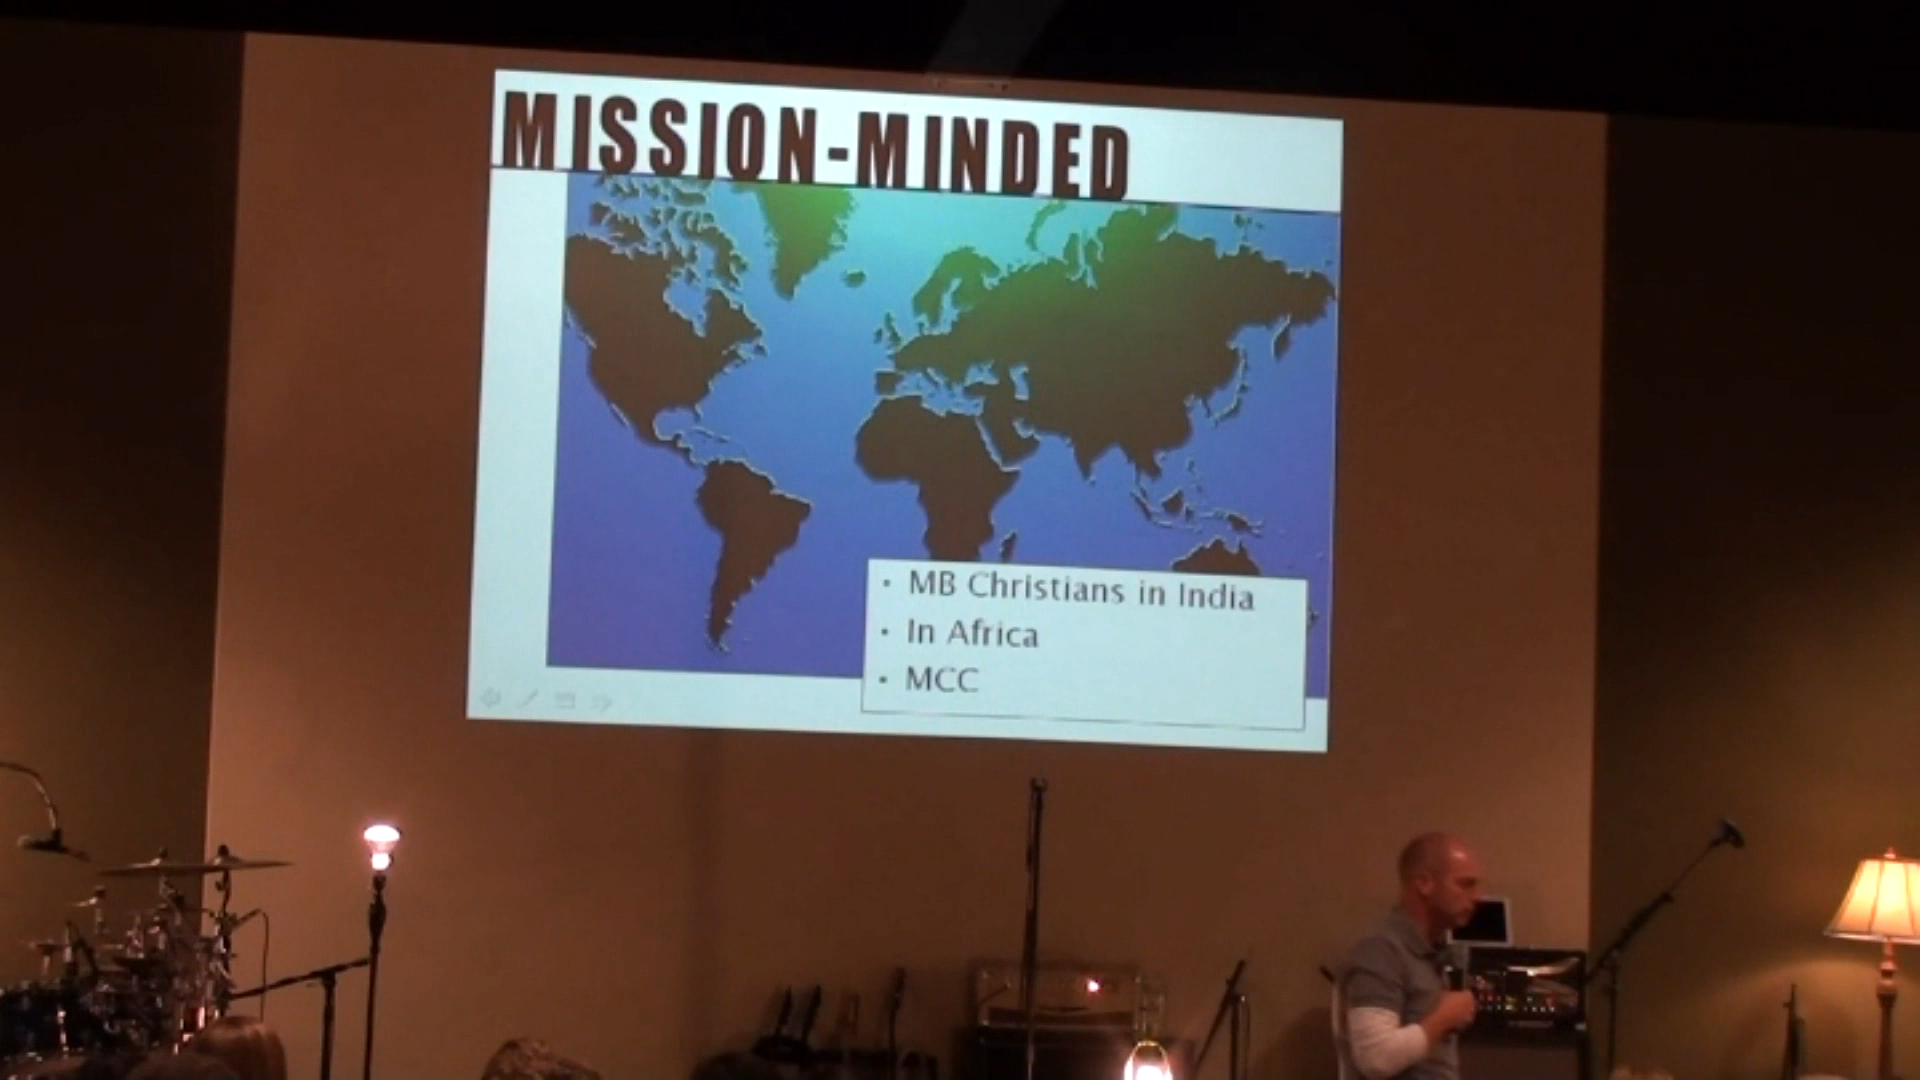 MISSION-MINDED
• MB Christians in India
• In Africa
• MCC